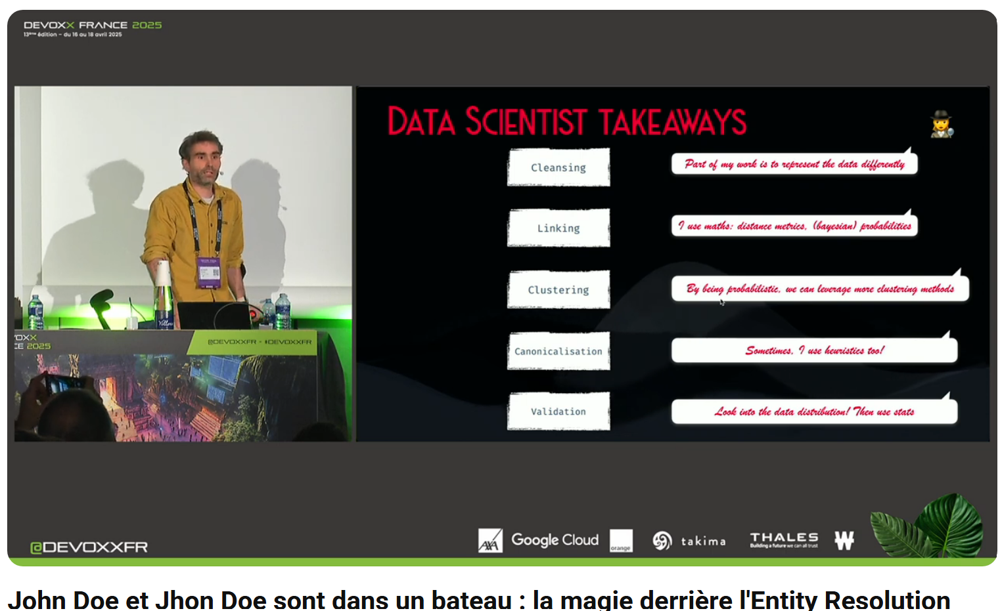 DEVOXX FRANCE 2025
13ème édition – du 16 au 18 avril 2025
DATA SCIENTIST TAKEAWAYS
Cleansing
Part of my work is to represent the data differently
Linking
I use maths: distance metrics, (bayesian) probabilities
Clustering
By being probabilistic, we can leverage more clustering methods
Canonicalisation
Sometimes, I use heuristics too!
Validation
Look into the data distribution! Then use stats
OXX
CE 2025
@DEVOXXFR - #DEVOXXFR
@DEVOXXFR
AXA
Google Cloud
orange
takima
THALES
Building a future we can all trust
W
John Doe et Jhon Doe sont dans un bateau : la magie derrière l'Entity Resolution